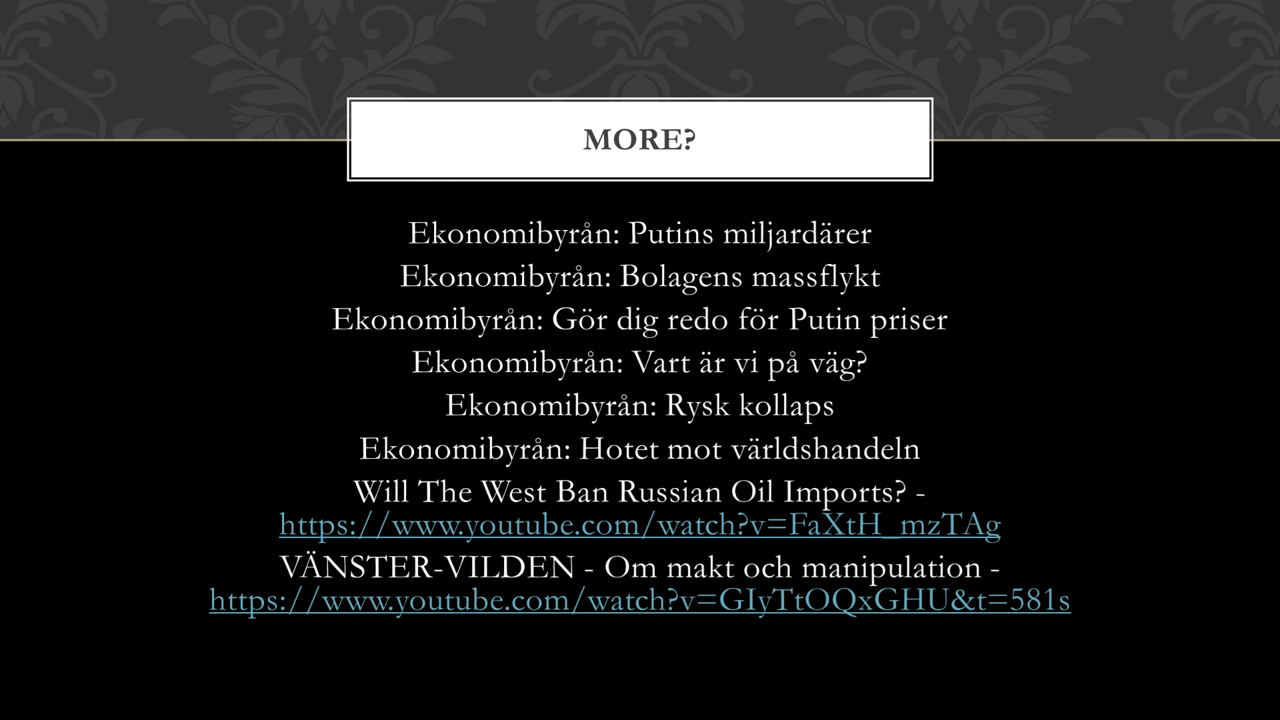 MORE?
Ekonomibyrån: Putins miljardärer
Ekonomibyrån: Bolagens massflykt
Ekonomibyrån: Gör dig redo för Putin priser
Ekonomibyrån: Vart är vi på väg?
Ekonomibyrån: Rysk kollaps
Ekonomibyrån: Hotet mot världshandeln
Will The West Ban Russian Oil Imports? -
https://www.youtube.com/watch?v=FaXtH_mzTAg
VÄNSTER-VILDEN - Om makt och manipulation -
https://www.youtube.com/watch?v=GIyTtOQxGHU&t=581s